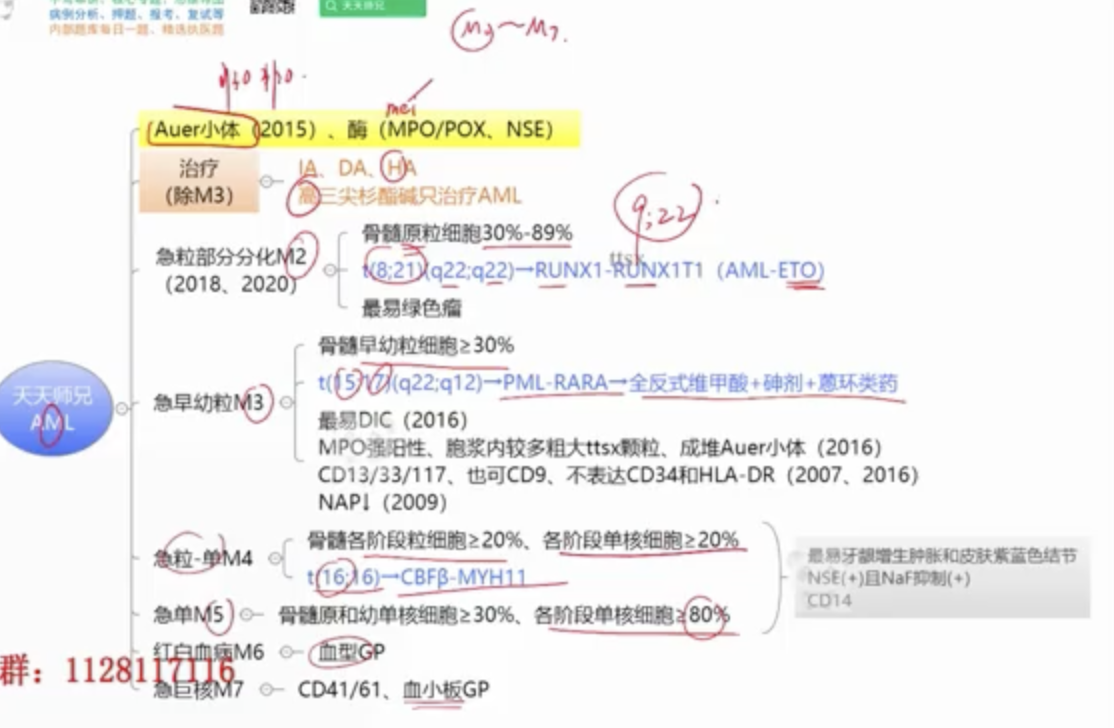 病例分析、押题、报考、复试等
内部题库每日一题、精选执医题
天天师兄
M3～M7.
mei
Auer小体（2015）、酶（MPO/POX、NSE）
治疗
（除M3）
IA、DA、HA
高三尖杉酯碱只治疗AML
9;22
急粒部分分化M2
（2018、2020）
骨髓原粒细胞30%-89%
ttsx
t(8;21)(q22;q22)→RUNX1-RUNX1T1（AML-ETO）
最易绿色瘤
天天师兄
AML
急早幼粒M3
骨髓早幼粒细胞≥30%
t(15;17)(q22;q12)→PML-RARA→全反式维甲酸+砷剂+蒽环类药
最易DIC（2016）
MPO强阳性、胞浆内较多粗大ttsx颗粒、成堆Auer小体（2016）
CD13/33/117、也可CD9、不表达CD34和HLA-DR（2007、2016）
NAP↓（2009）
急粒-单M4
骨髓各阶段粒细胞≥20%、各阶段单核细胞≥20%
t(16;16)→CBFβ-MYH11
急单M5
骨髓原和幼单核细胞≥30%、各阶段单核细胞≥80%
最易牙龈增生肿胀和皮肤紫蓝色结节
NSE(+)且NaF抑制(+)
CD14
红白血病M6
血型GP
群：1128117116
急巨核M7
CD41/61、血小板GP